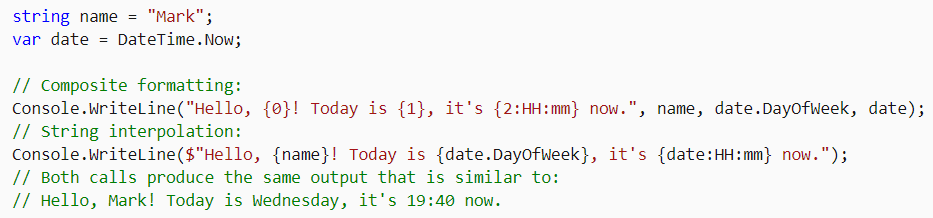 string name = "Mark";
var date = DateTime.Now;

// Composite formatting:
Console.WriteLine("Hello, {0}! Today is {1}, it's {2:HH:mm} now.", name, date.DayOfWeek, date);
// String interpolation:
Console.WriteLine($"Hello, {name}! Today is {date.DayOfWeek}, it's {date:HH:mm} now.");
// Both calls produce the same output that is similar to:
// Hello, Mark! Today is Wednesday, it's 19:40 now.